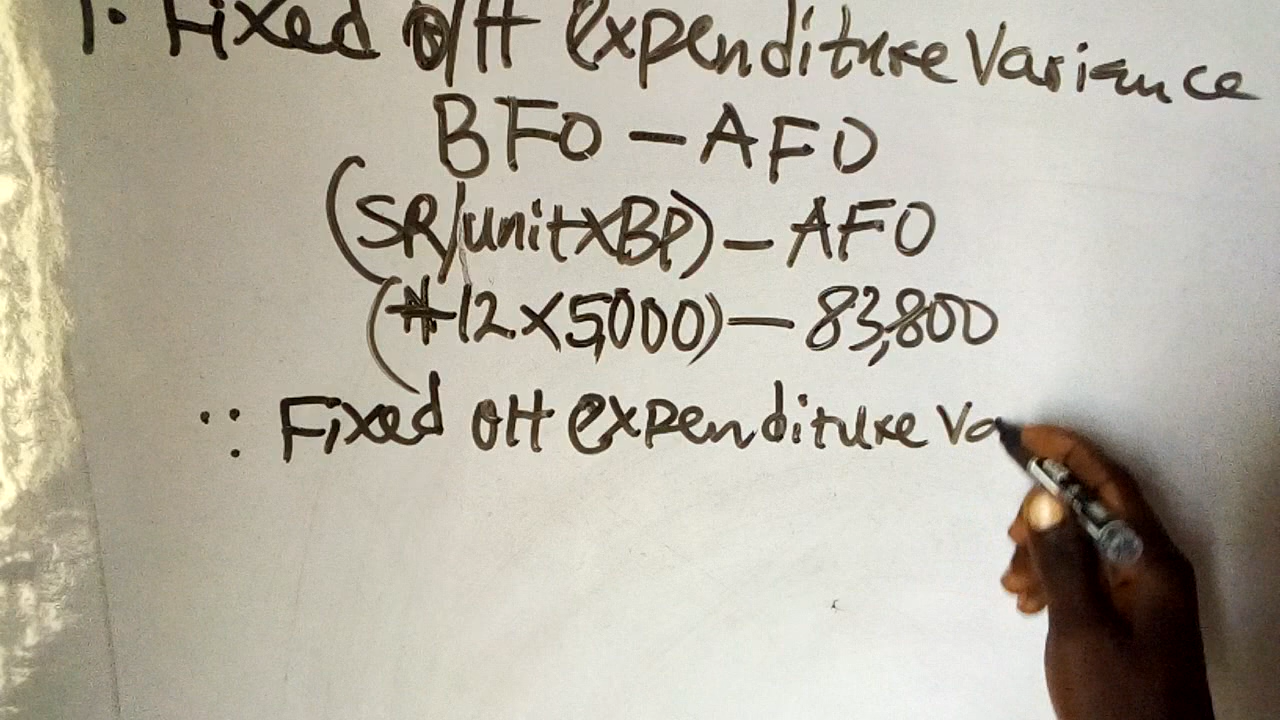 1. Fixed O/H expenditure Variance
BFO - AFO
(SR/unit×BP) - AFO
(₦12×5,000) - 83,800
∴ Fixed OH expenditure Va